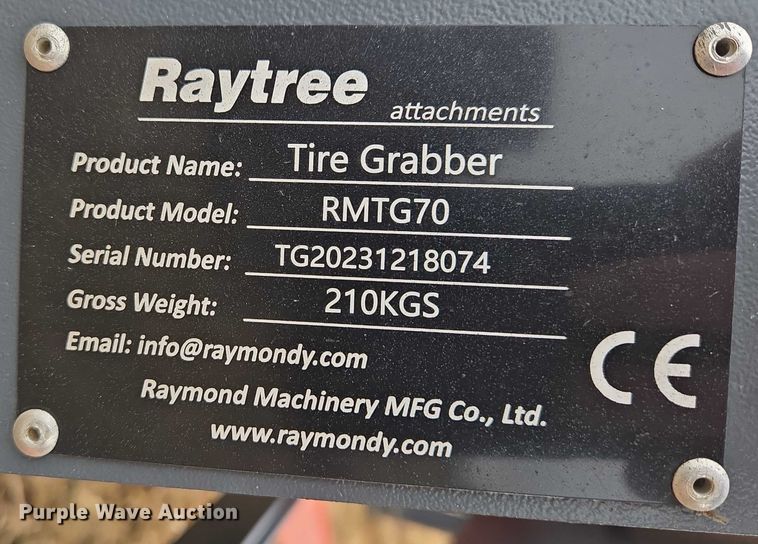 Raytree
attachments
Product Name: Tire Grabber
Product Model: RMTG70
Serial Number: TG20231218074
Gross Weight: 210KGS
Email: info@raymondy.com
CE
Raymond Machinery MFG Co., Ltd.
www.raymondy.com
Purple Wave Auction